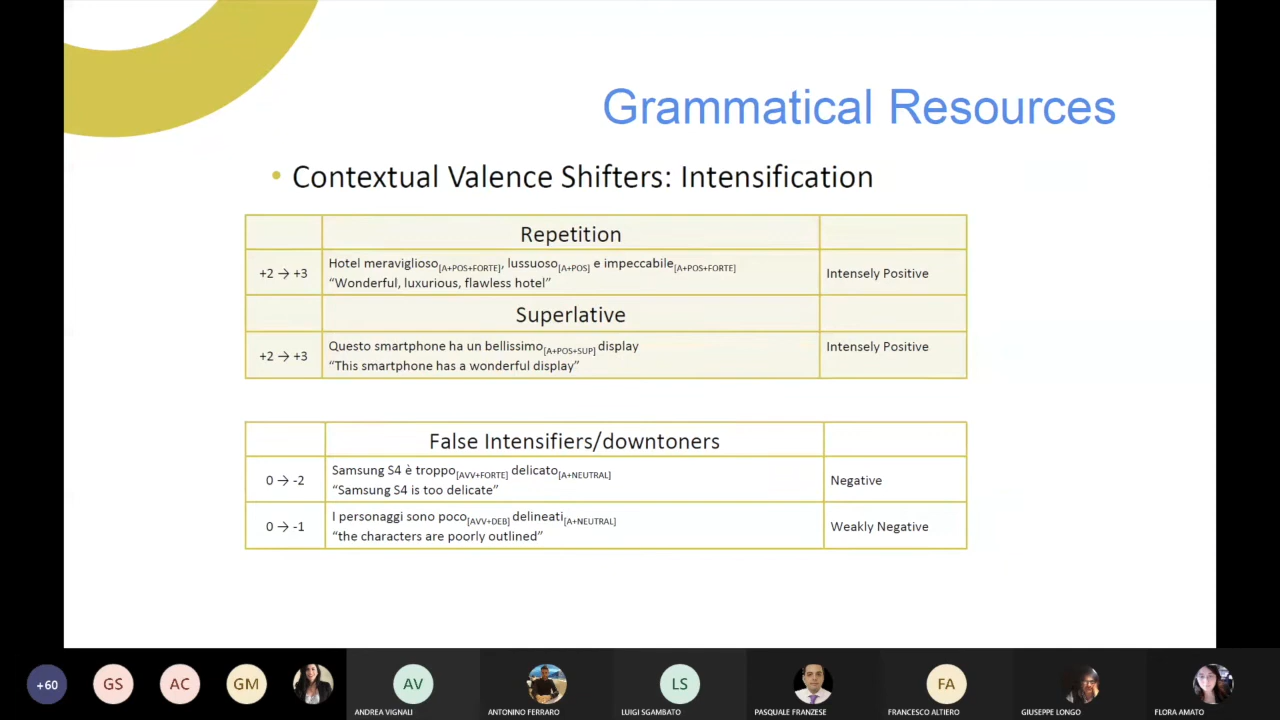 Grammatical Resources
• Contextual Valence Shifters: Intensification
Repetition
+2 → +3
Hotel meraviglioso[A+POS+FORTE], lussuoso[A+POS] e impeccabile[A+POS+FORTE]
“Wonderful, luxurious, flawless hotel”
Intensely Positive
Superlative
+2 → +3
Questo smartphone ha un bellissimo[A+POS+SUP] display
“This smartphone has a wonderful display”
Intensely Positive
False Intensifiers/downtoners
0 → -2
Samsung S4 è troppo[AVV+FORTE] delicato[A+NEUTRAL]
“Samsung S4 is too delicate”
Negative
0 → -1
I personaggi sono poco[AVV+DEB] delineati[A+NEUTRAL]
“the characters are poorly outlined”
Weakly Negative
+60
GS
AC
GM
AV
ANDREA VIGNALI
ANTONINO FERRARO
LS
LUIGI SGAMBATO
PASQUALE FRANZESE
FA
FRANCESCO ALTIERO
GIUSEPPE LONGO
FLORA AMATO